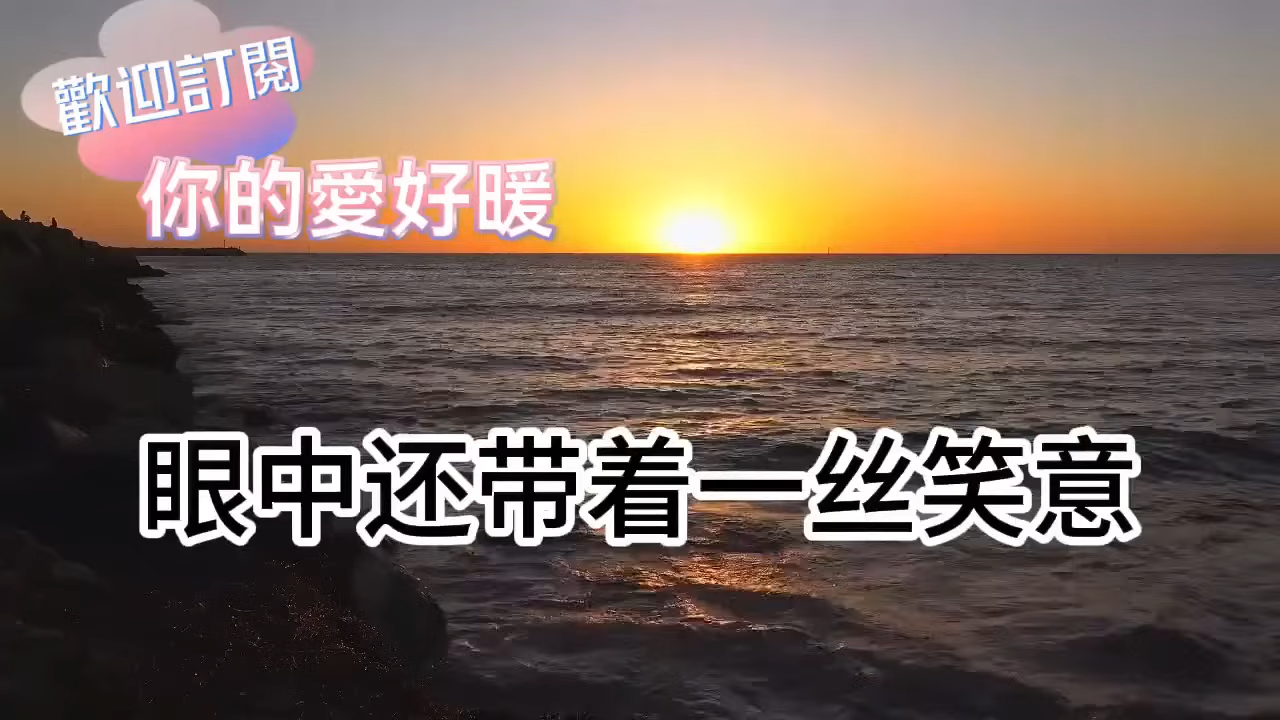 歡迎訂閱
你的愛好暖
眼中还带着一丝笑意